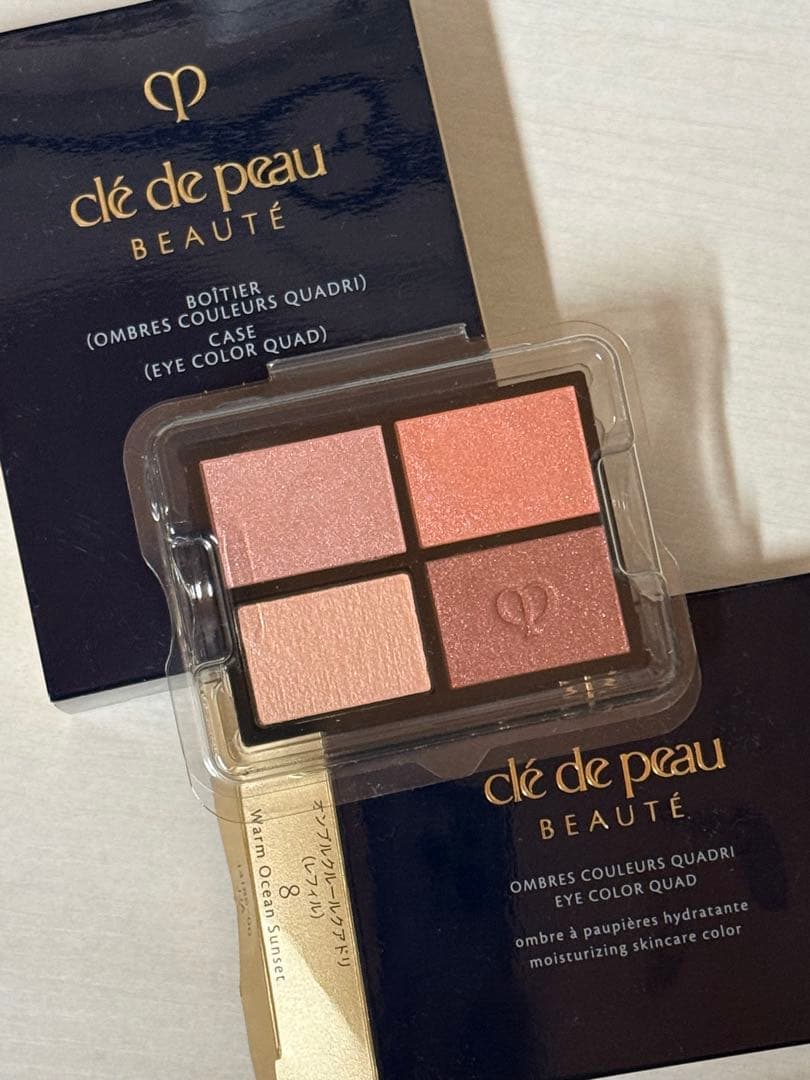 clé de peau
BEAUTÉ
BOÎTIER
(OMBRES COULEURS QUADRI)
CASE
(EYE COLOR QUAD)
clé de peau
BEAUTÉ
OMBRES COULEURS QUADRI
EYE COLOR QUAD
ombre à paupières hydratante
moisturizing skincare color
オンブルクルールクアドリ
(レフィル)
8
Warm Ocean Sunset